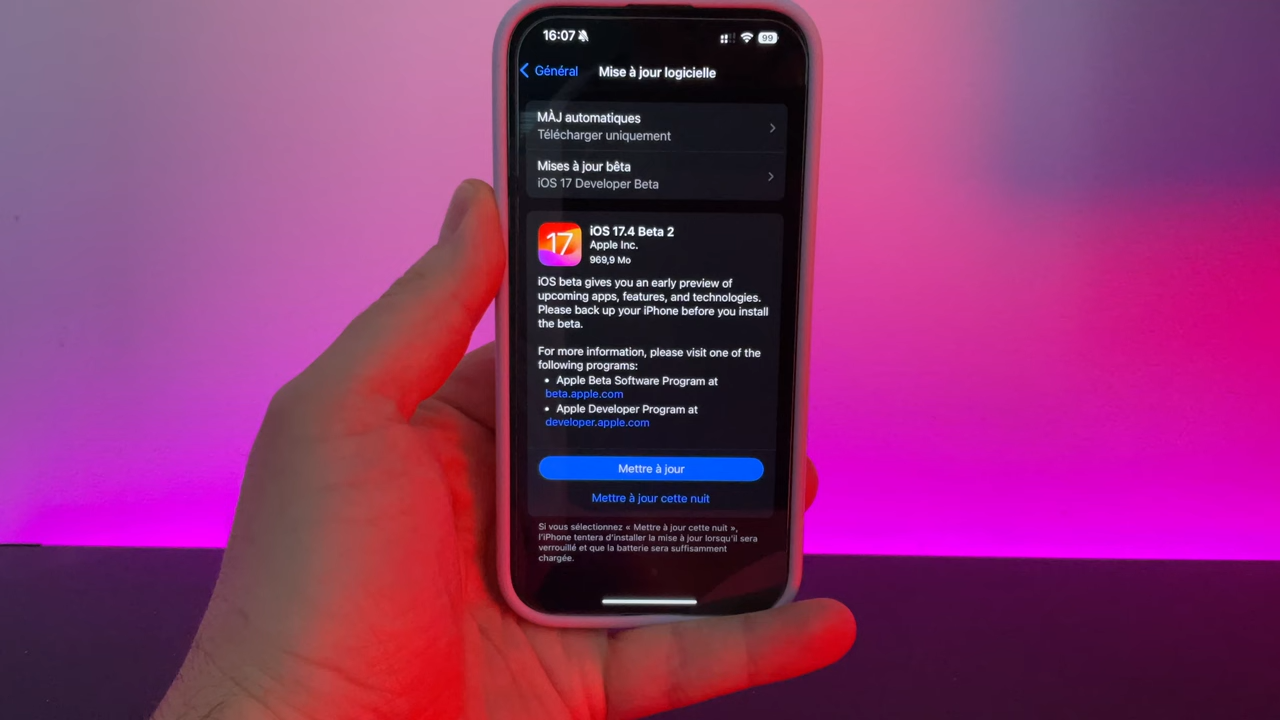 16:07
99
Général
Mise à jour logicielle
MÀJ automatiques
Télécharger uniquement
Mises à jour bêta
iOS 17 Developer Beta
17
iOS 17.4 Beta 2
Apple Inc.
969,9 Mo
iOS beta gives you an early preview of
upcoming apps, features, and technologies.
Please back up your iPhone before you install
the beta.
For more information, please visit one of the
following programs:
• Apple Beta Software Program at
beta.apple.com
• Apple Developer Program at
developer.apple.com
Mettre à jour
Mettre à jour cette nuit
Si vous sélectionnez « Mettre à jour cette nuit »,
l'iPhone tentera d'installer la mise à jour lorsqu'il sera
verrouillé et que la batterie sera suffisamment
chargée.